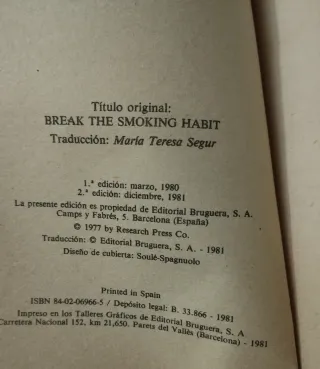 Título original:
BREAK THE SMOKING HABIT
Traducción: María Teresa Segur
1.ª edición: marzo, 1980
2.ª edición: diciembre, 1981
La presente edición es propiedad de Editorial Bruguera, S. A.
Camps y Fabrés, 5. Barcelona (España)
© 1977 by Research Press Co.
Traducción: © Editorial Bruguera, S. A. - 1981
Diseño de cubierta: Soulé-Spagnuolo
Printed in Spain
ISBN 84-02-06966-5 / Depósito legal: B. 33.866 - 1981
Impreso en los Talleres Gráficos de Editorial Bruguera, S. A
Carretera Nacional 152, km 21,650. Parets del Vallès (Barcelona) - 1981